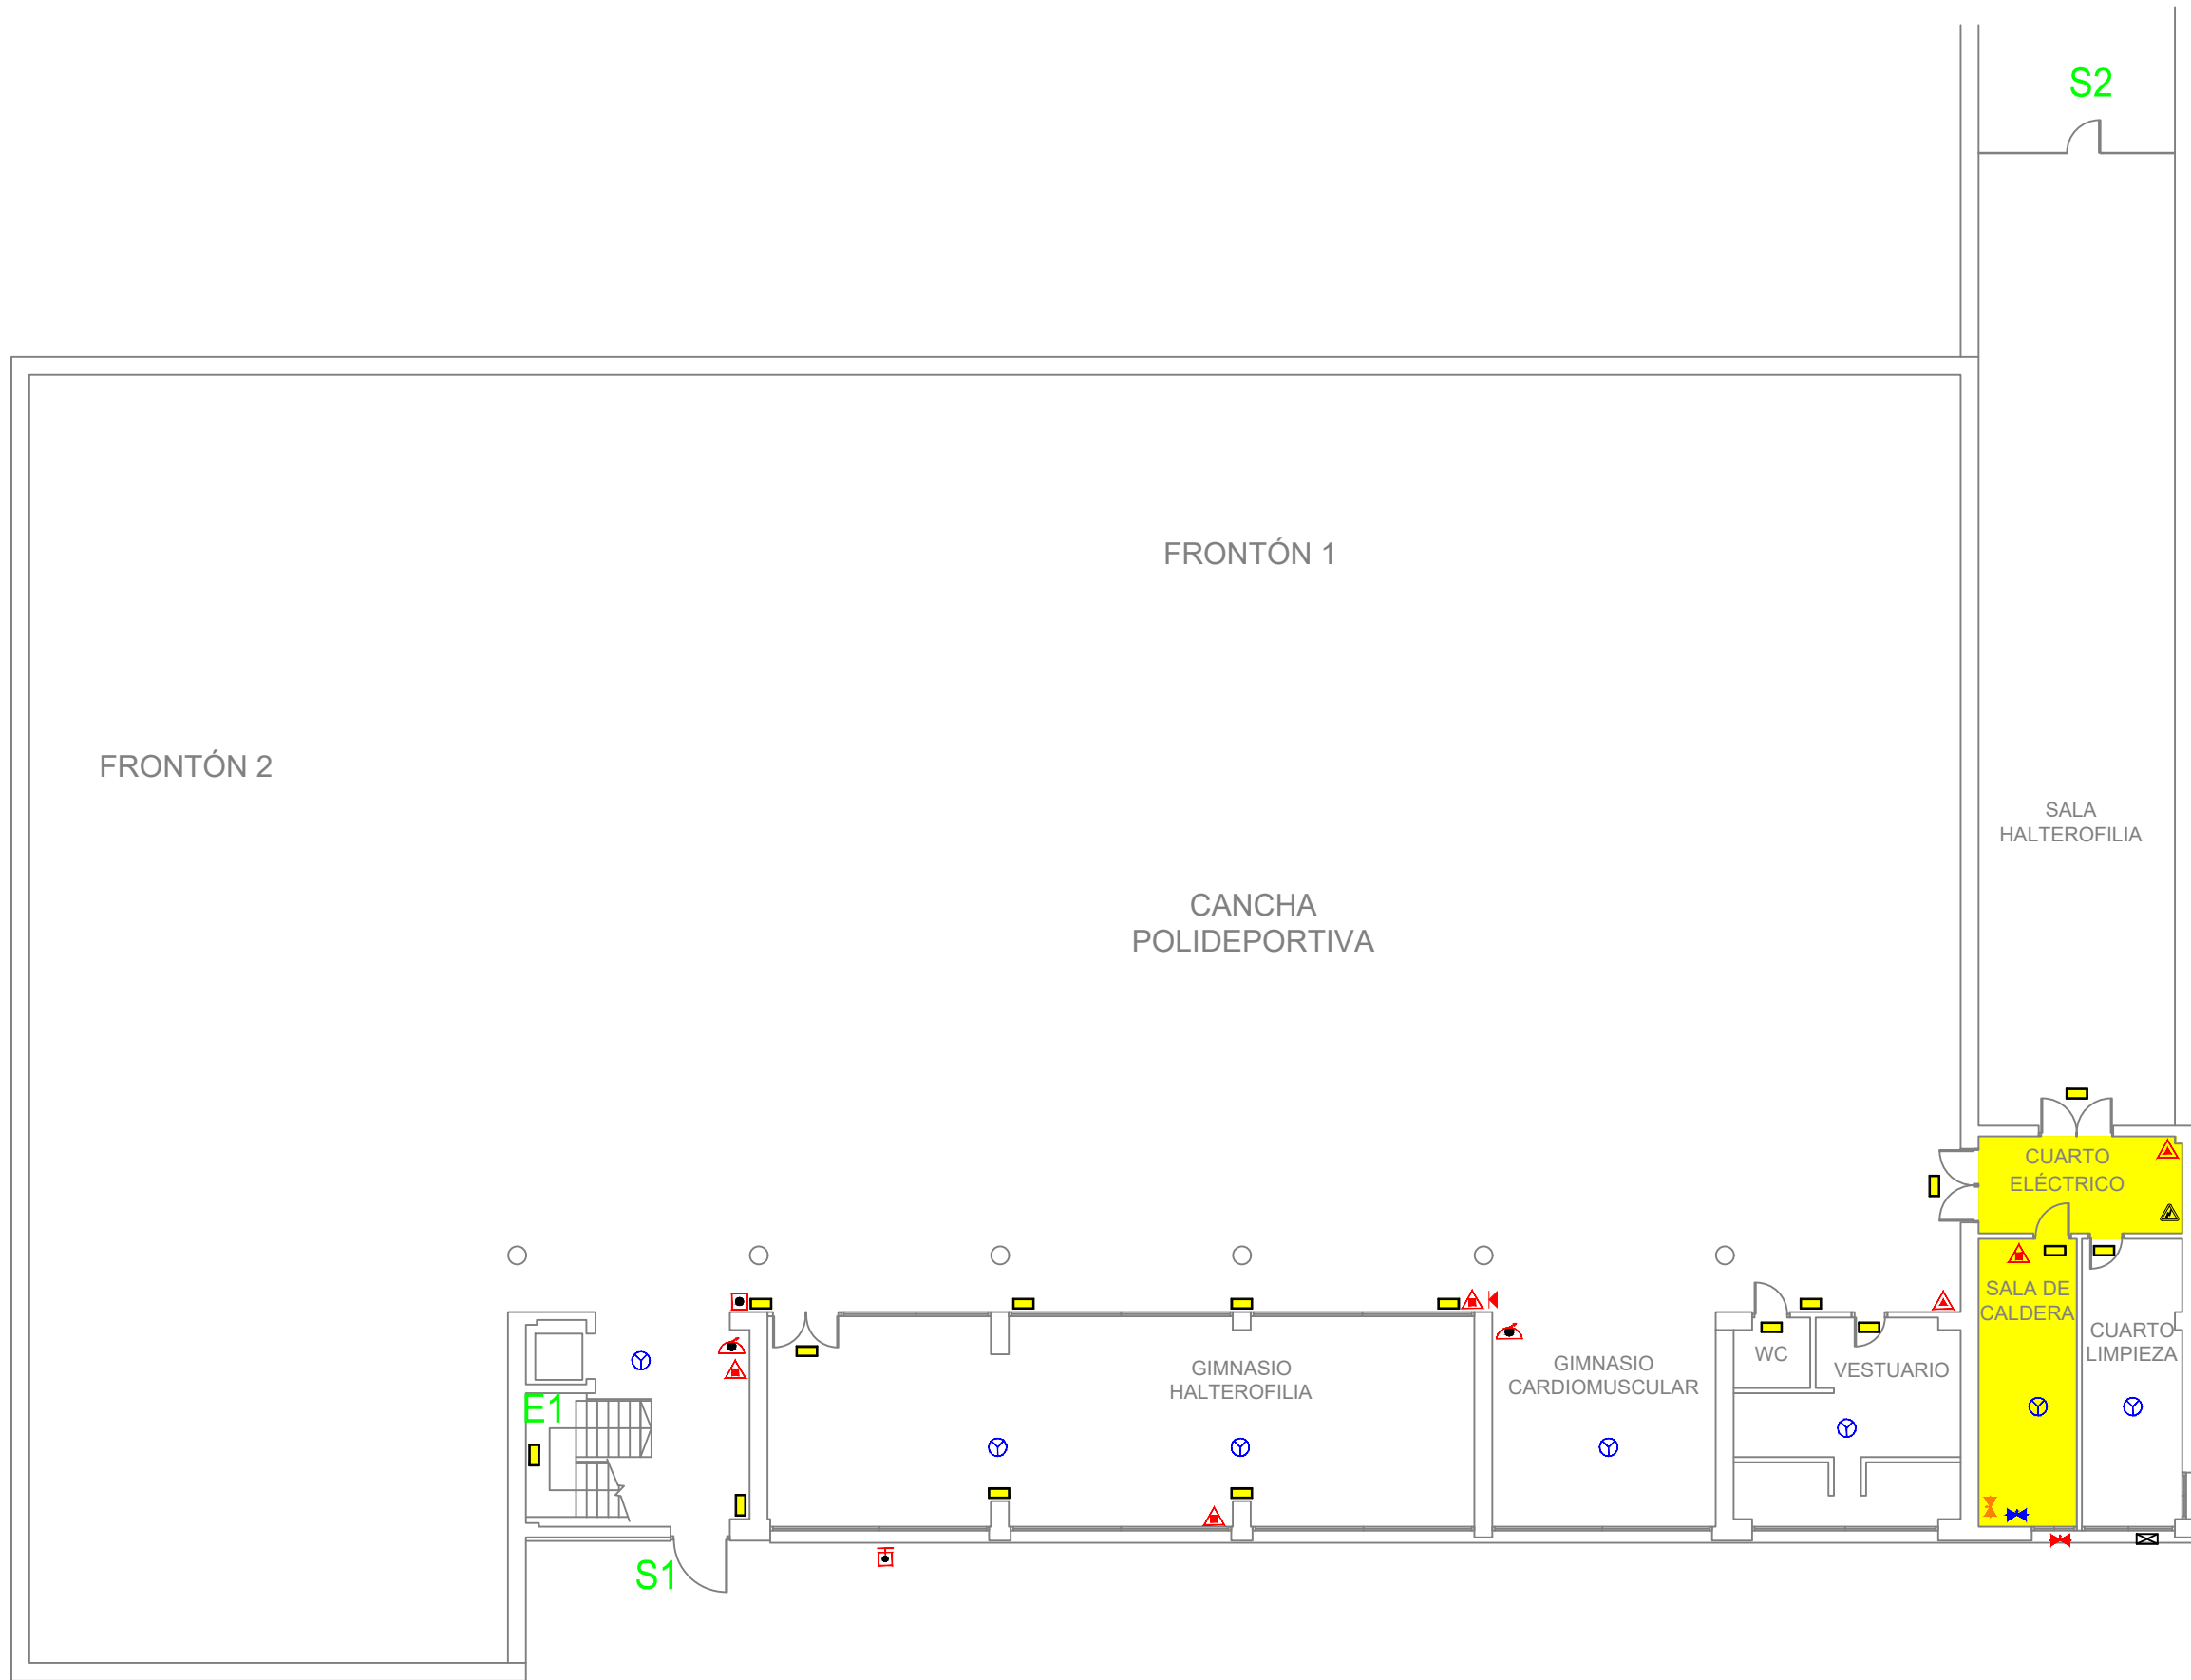 S2
FRONTÓN 1
FRONTÓN 2
SALA
HALTEROFILIA
CANCHA
POLIDEPORTIVA
CUARTO
ELÉCTRICO
SALA DE
CALDERA
CUARTO
LIMPIEZA
GIMNASIO
HALTEROFILIA
GIMNASIO
CARDIOMUSCULAR
WC
VESTUARIO
E1
S1